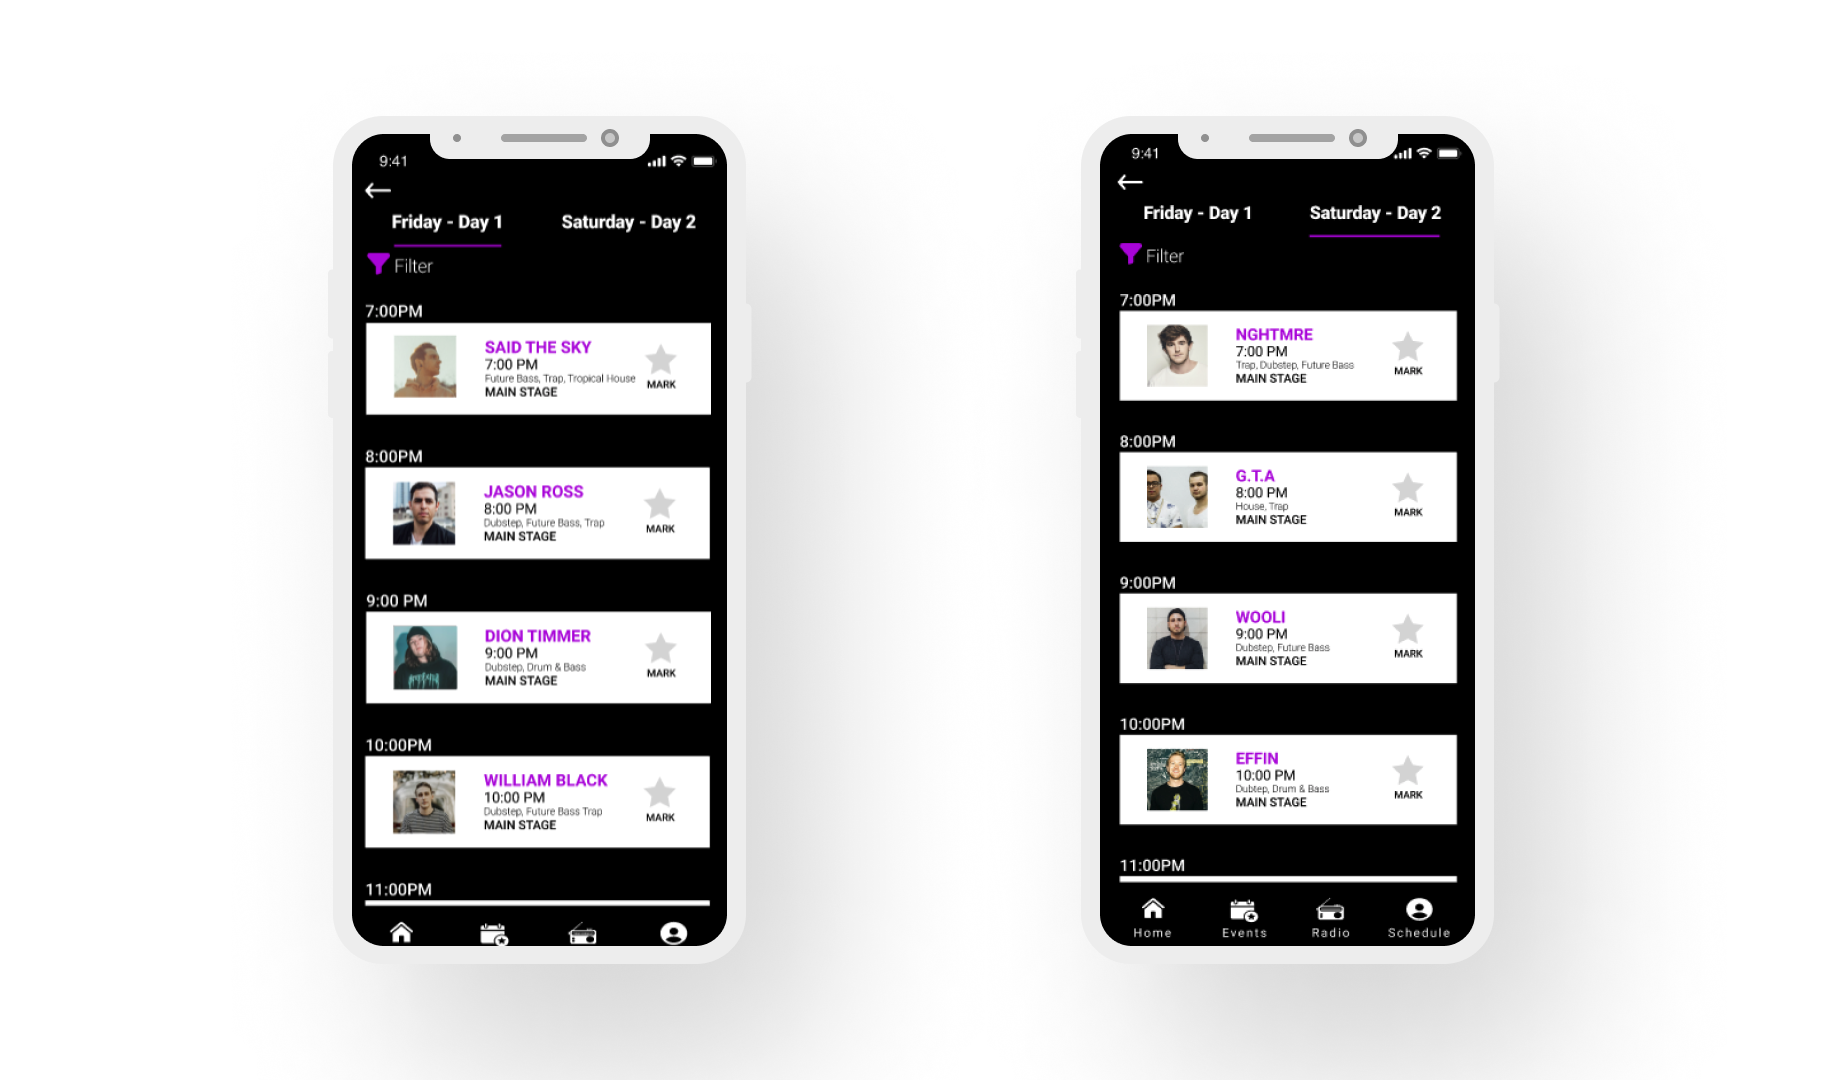 9:41
Friday - Day 1
Saturday - Day 2
Filter
7:00PM
SAID THE SKY
7:00 PM
Future Bass, Trap, Tropical House
MAIN STAGE
MARK
8:00PM
JASON ROSS
8:00 PM
Dubstep, Future Bass, Trap
MAIN STAGE
MARK
9:00 PM
DION TIMMER
9:00 PM
Dubstep, Drum & Bass
MAIN STAGE
MARK
10:00PM
WILLIAM BLACK
10:00 PM
Dubstep, Future Bass Trap
MAIN STAGE
MARK
11:00PM
9:41
Friday - Day 1
Saturday - Day 2
Filter
7:00PM
NGHTMRE
7:00 PM
Trap, Dubstep, Future Bass
MAIN STAGE
MARK
8:00PM
G.T.A
8:00 PM
House, Trap
MAIN STAGE
MARK
9:00PM
WOOLI
9:00 PM
Dubstep, Future Bass
MAIN STAGE
MARK
10:00PM
EFFIN
10:00 PM
Dubtep, Drum & Bass
MAIN STAGE
MARK
11:00PM
Home
Events
Radio
Schedule